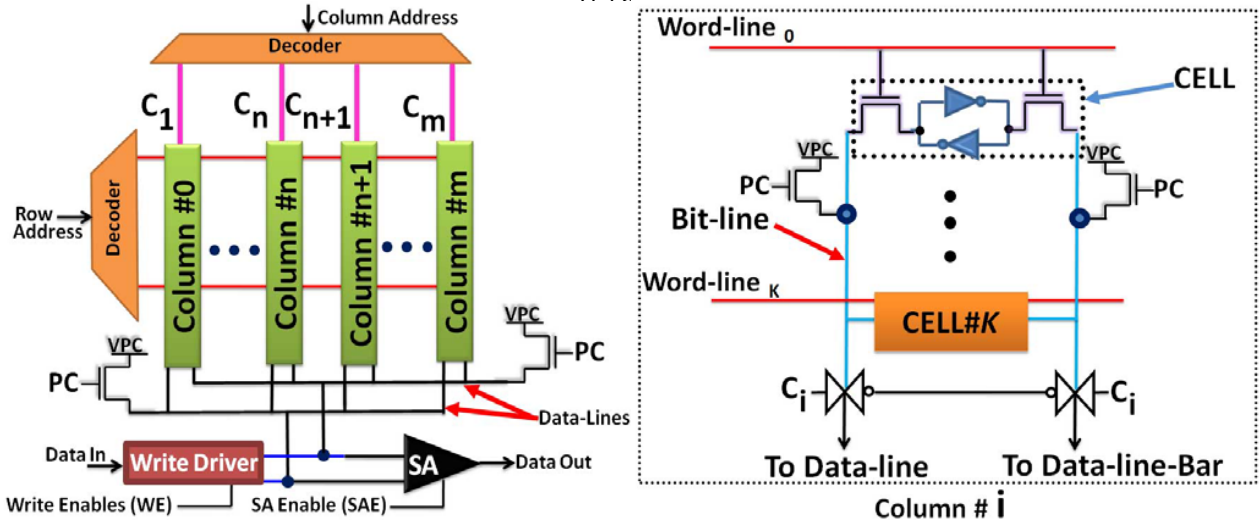 Column Address
Decoder
C1
Cn
Cn+1
Cm
Decoder
Row
Address
Column #0
Column #n
Column #n+1
Column #m
VPC
PC
VPC
PC
Data-Lines
Data In
Write Driver
SA
Data Out
Write Enables (WE)
SA Enable (SAE)
Word-line 0
CELL
VPC
PC
VPC
PC
Bit-line
Word-line K
CELL#K
Ci
Ci
To Data-line
To Data-line-Bar
Column # i